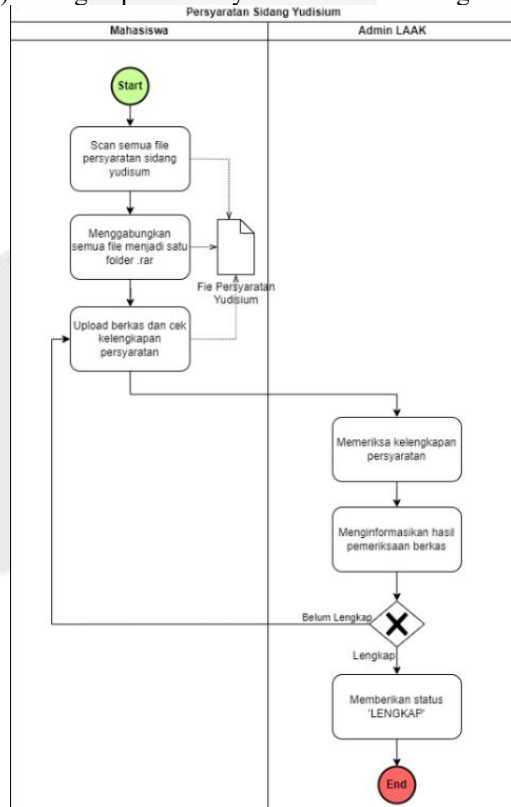 Persyaratan Sidang Yudisium
Mahasiswa
Admin LAAK
Start
Scan semua file
persyaratan sidang
yudisum
Menggabungkan
semua file menjadi satu
folder .rar
Fie Persyaratan
Yudisium
Upload berkas dan cek
kelengkapan
persyaratan
Memeriksa kelengkapan
persyaratan
Menginformasikan hasil
pemeriksaan berkas
Belum Lengkap
Lengkap
Memberikan status
'LENGKAP'
End